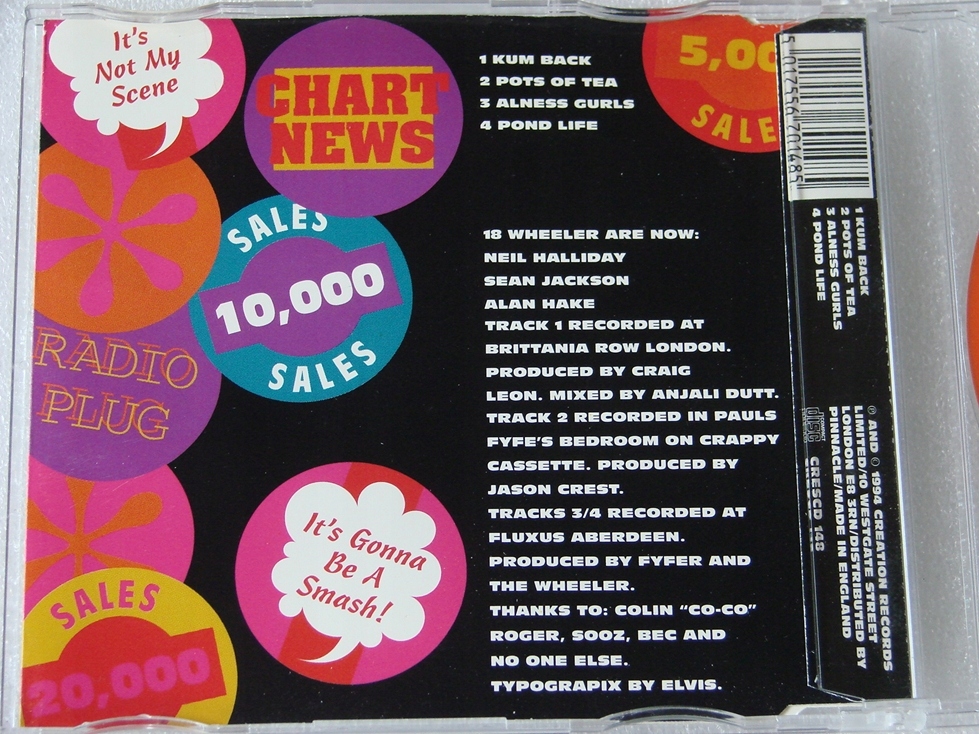 It's
Not My
Scene
CHART
NEWS
1 KUM BACK
2 POTS OF TEA
3 ALNESS GURLS
4 POND LIFE
5,00
SALE
SALES
10,000
SALES
RADIO
PLUG
18 WHEELER ARE NOW:
NEIL HALLIDAY
SEAN JACKSON
ALAN HAKE
TRACK 1 RECORDED AT
BRITTANIA ROW LONDON.
PRODUCED BY CRAIG
LEON. MIXED BY ANJALI DUTT.
TRACK 2 RECORDED IN PAULS
FYFE'S BEDROOM ON CRAPPY
CASSETTE. PRODUCED BY
JASON CREST.
TRACKS 3/4 RECORDED AT
FLUXUS ABERDEEN.
PRODUCED BY FYFER AND
THE WHEELER.
THANKS TO: COLIN "CO-CO"
ROGER, SOOZ, BEC AND
NO ONE ELSE.
TYPOGRAPIX BY ELVIS.
It's Gonna
Be A
Smash!
SALES
20,000
5 017556 701485
1 KUM BACK
2 POTS OF TEA
3 ALNESS GURLS
4 POND LIFE
℗ AND © 1994 CREATION RECORDS
LIMITED/10 WESTGATE STREET
LONDON E8 3RN/DISTRIBUTED BY
PINNACLE/MADE IN ENGLAND
COMPACT
disc
CRESCD 148